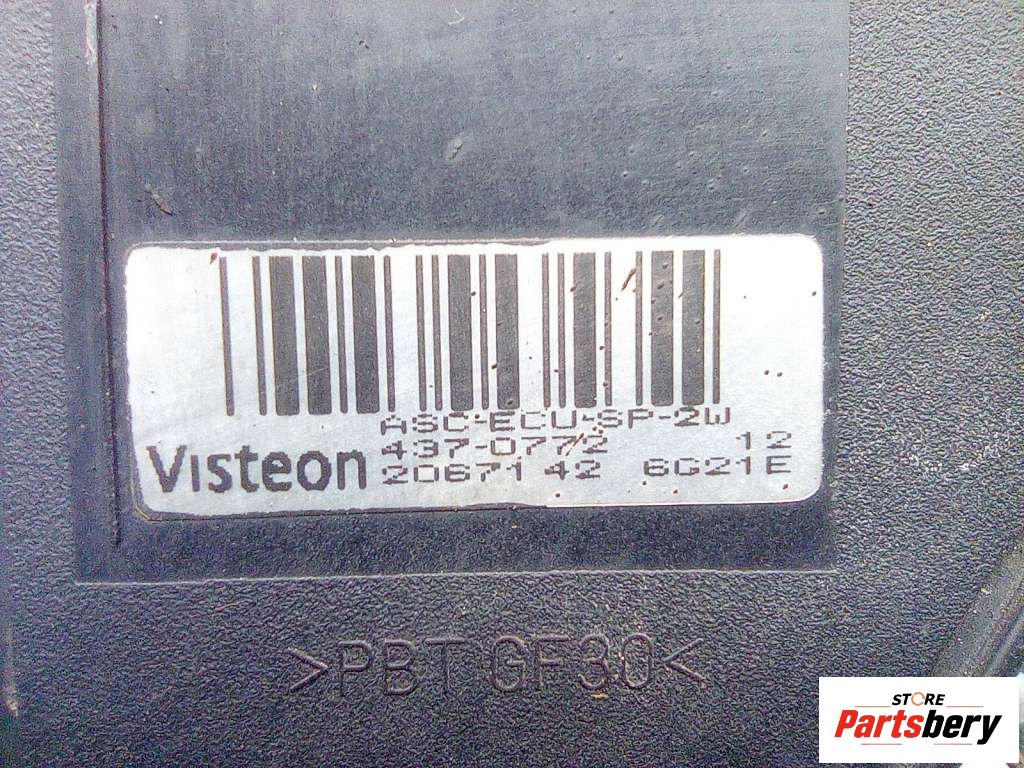 ASC-ECU-SP-2W
437-0772 12
Visteon 2067142 6G21E
>PBT GF30<
STORE
Partsbery